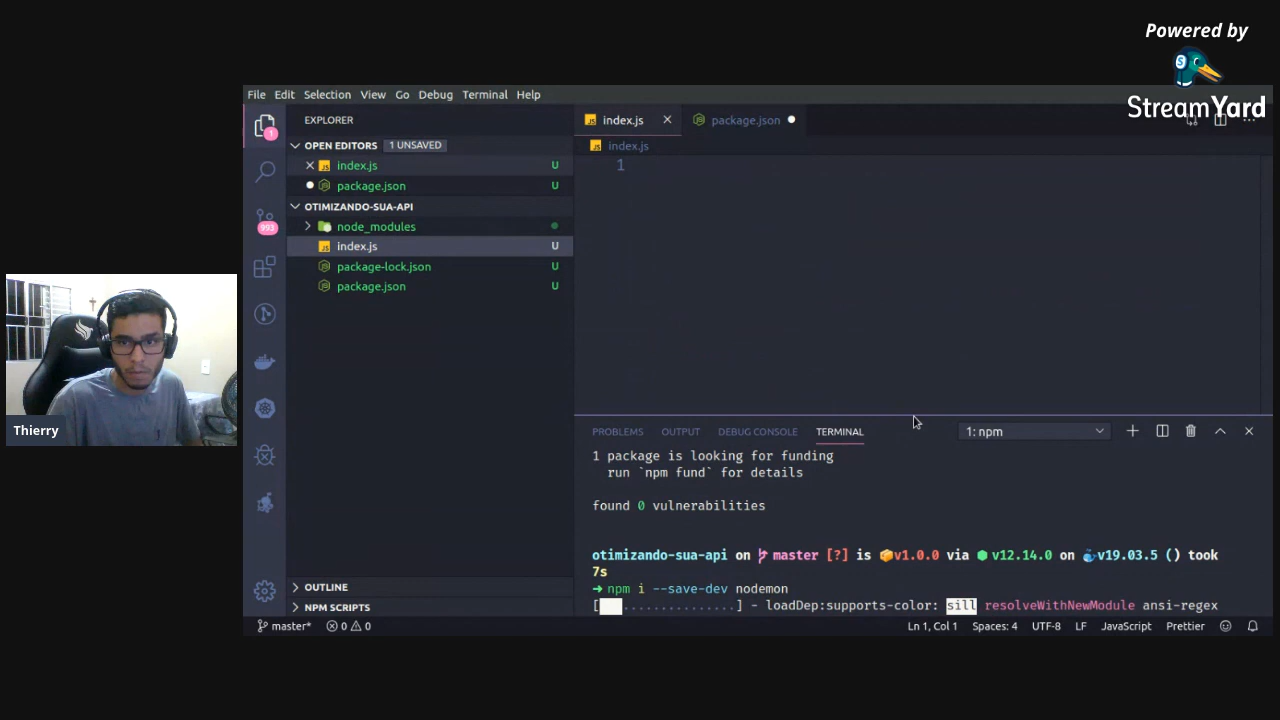 Powered by
StreamYard
File Edit Selection View Go Debug Terminal Help
1
EXPLORER
OPEN EDITORS 1 UNSAVED
index.js U
package.json U
OTIMIZANDO-SUA-API
node_modules
index.js U
package-lock.json U
package.json U
993
OUTLINE
NPM SCRIPTS
index.js
package.json
index.js
1
PROBLEMS OUTPUT DEBUG CONSOLE TERMINAL 1: npm
1 package is looking for funding
run `npm fund` for details
found 0 vulnerabilities
otimizando-sua-api on master [?] is v1.0.0 via v12.14.0 on v19.03.5 () took
7s
➜ npm i --save-dev nodemon
[ ...............] - loadDep:supports-color: sill resolveWithNewModule ansi-regex
master* 0 0 Ln 1, Col 1 Spaces: 4 UTF-8 LF JavaScript Prettier
Thierry